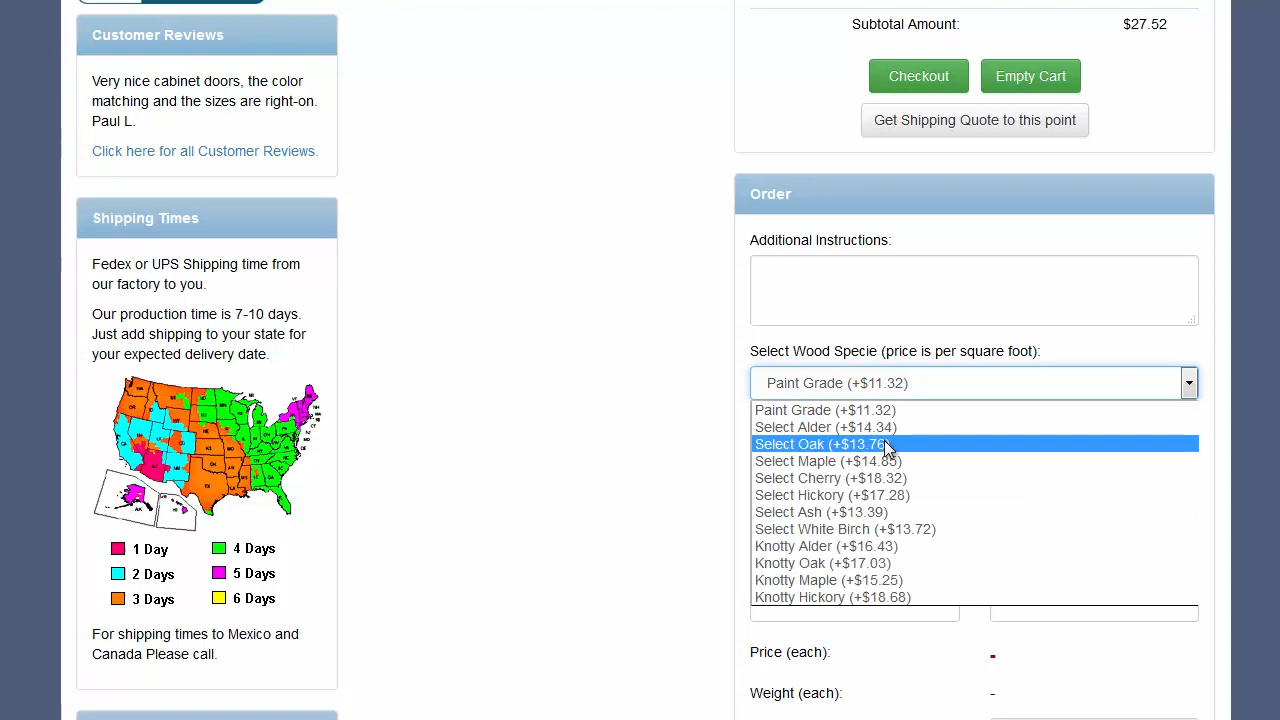 Customer Reviews
Very nice cabinet doors, the color
matching and the sizes are right-on.
Paul L.
Click here for all Customer Reviews.
Shipping Times
Fedex or UPS Shipping time from
our factory to you.
Our production time is 7-10 days.
Just add shipping to your state for
your expected delivery date.
1 Day
4 Days
2 Days
5 Days
3 Days
6 Days
For shipping times to Mexico and
Canada Please call.
Subtotal Amount: $27.52
Checkout Empty Cart
Get Shipping Quote to this point
Order
Additional Instructions:
Select Wood Specie (price is per square foot):
Paint Grade (+$11.32)
Paint Grade (+$11.32)
Select Alder (+$14.34)
Select Oak (+$13.76
Select Maple (+$14.85)
Select Cherry (+$18.32)
Select Hickory (+$17.28)
Select Ash (+$13.39)
Select White Birch (+$13.72)
Knotty Alder (+$16.43)
Knotty Oak (+$17.03)
Knotty Maple (+$15.25)
Knotty Hickory (+$18.68)
Price (each): -
Weight (each): -